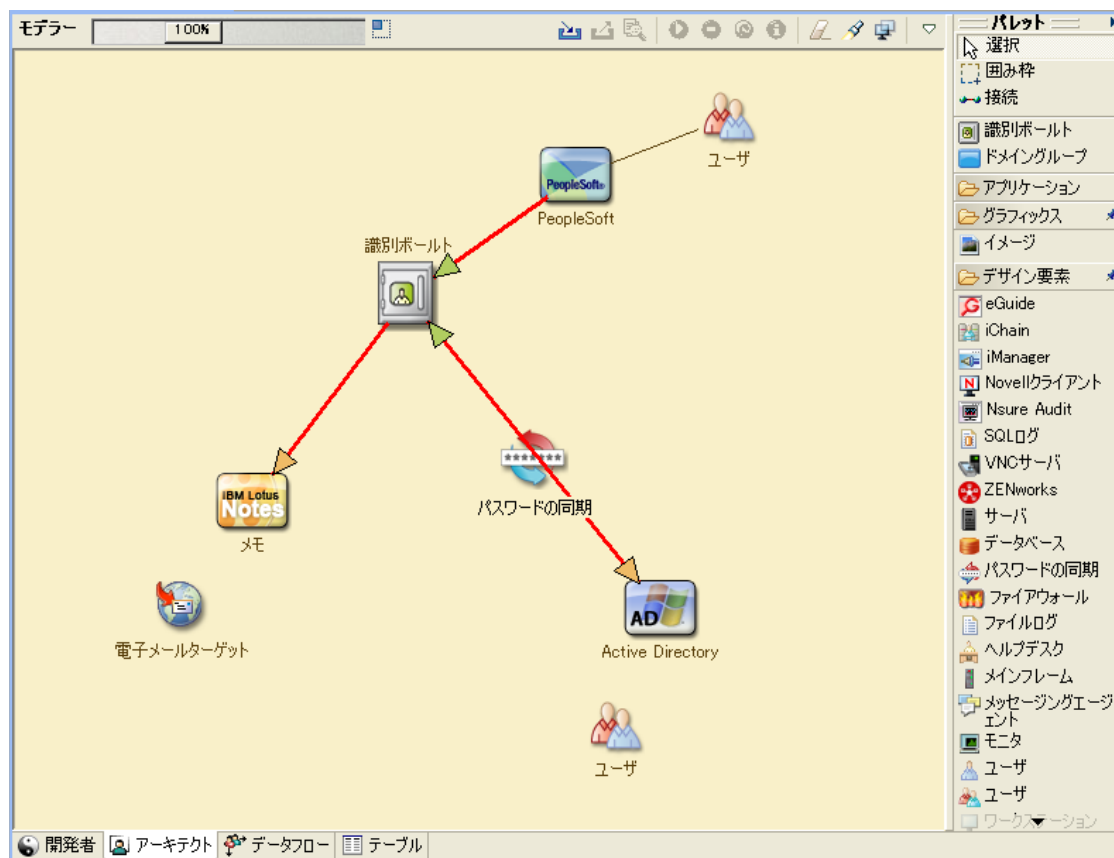 モデラー
100%
ユーザ
PeopleSoft®
PeopleSoft
識別ボールト
*******
パスワードの同期
IBM Lotus
Notes
メモ
電子メールターゲット
AD
Active Directory
ユーザ
パレット
選択
囲み枠
接続
識別ボールト
ドメイングループ
アプリケーション
グラフィックス
イメージ
デザイン要素
eGuide
iChain
iManager
Novellクライアント
Nsure Audit
SQLログ
VNCサーバ
ZENworks
サーバ
データベース
パスワードの同期
ファイアウォール
ファイルログ
ヘルプデスク
メインフレーム
メッセージングエージ
ェント
モニタ
ユーザ
ユーザ
ワークステーション
開発者
アーキテクト
データフロー
テーブル